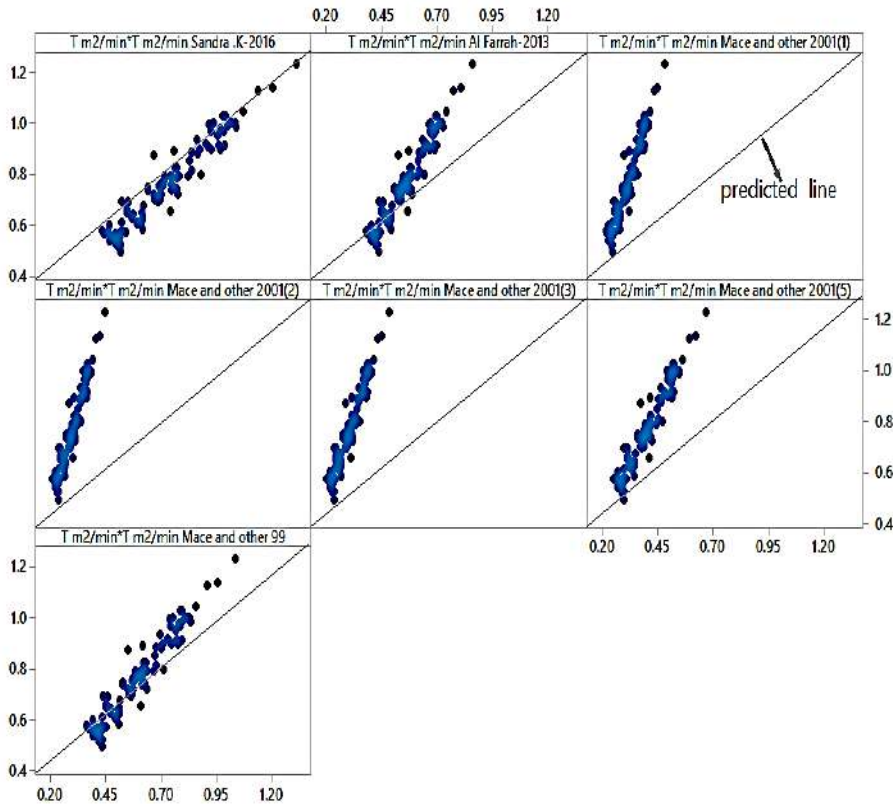 0.20 0.45 0.70 0.95 1.20
T m2/min*T m2/min Sandra .K-2016
T m2/min*T m2/min Al Farrah-2013
T m2/min*T m2/min Mace and other 2001(1)
1.2
1.0
0.8
0.6
0.4
predicted line
T m2/min*T m2/min Mace and other 2001(2)
T m2/min*T m2/min Mace and other 2001(3)
T m2/min*T m2/min Mace and other 2001(5)
1.2
1.0
0.8
0.6
0.4
0.20 0.45 0.70 0.95 1.20
T m2/min*T m2/min Mace and other 99
1.2
1.0
0.8
0.6
0.4
0.20 0.45 0.70 0.95 1.20